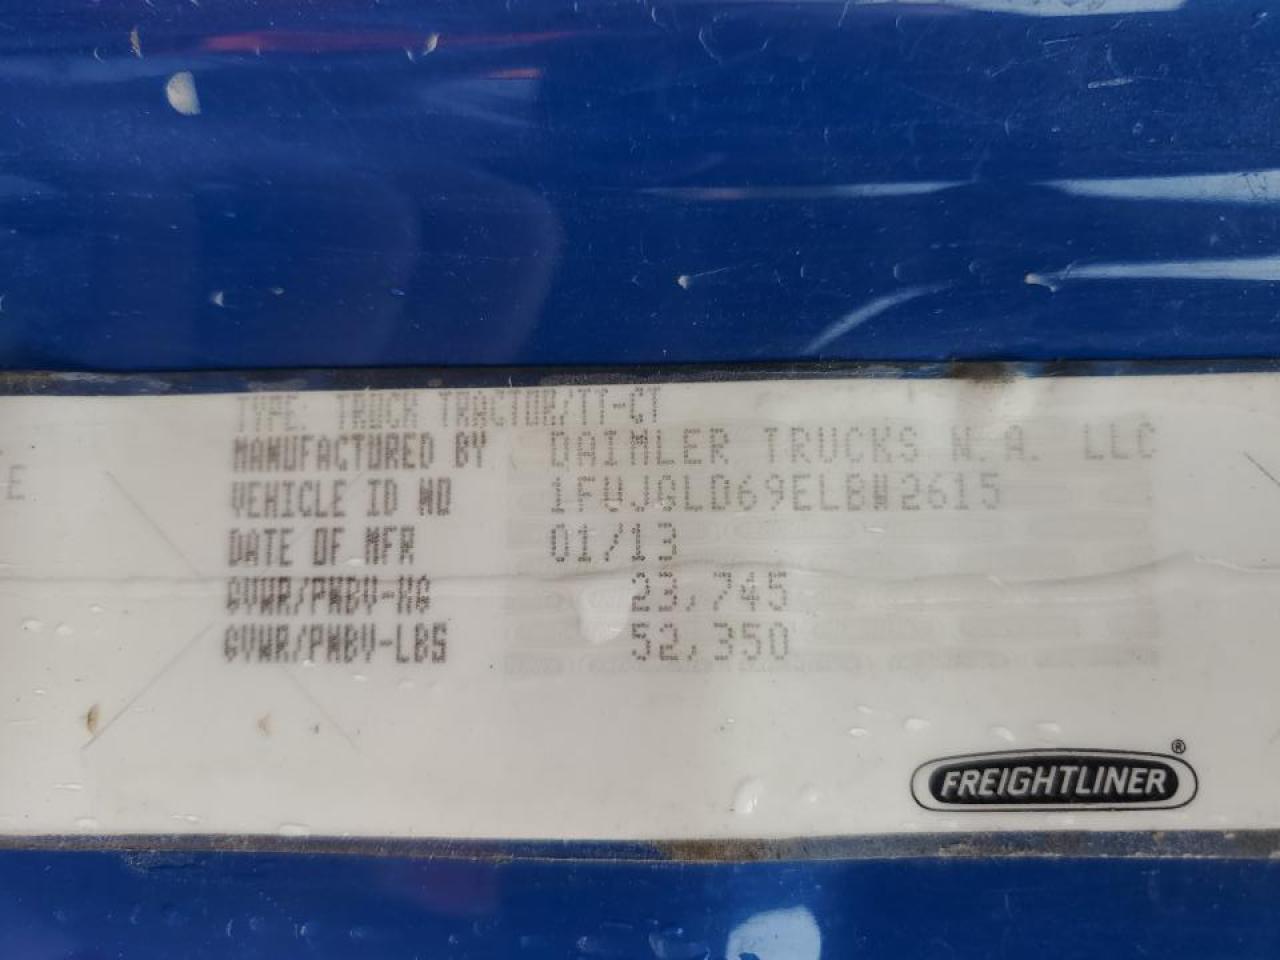 TYPE: TRUCK TRACTOR/TT-CT
MANUFACTURED BY DAIMLER TRUCKS N.A. LLC
E
VEHICLE ID NO 1FUJGLD69ELBW2615
DATE OF MFR 01/13
GVWR/PNBV-KG 23,745
GVWR/PNBV-LBS 52,350
FREIGHTLINER®